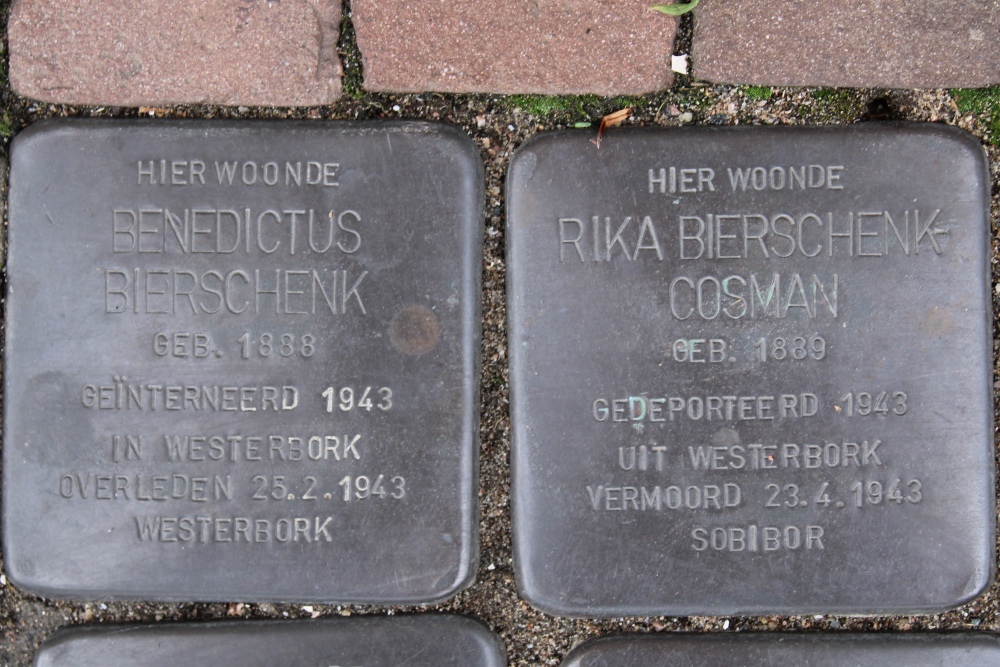 HIER WOONDE
BENEDICTUS
BIERSCHENK
GEB. 1888
GEÏNTERNEERD 1943
IN WESTERBORK
OVERLEDEN 25.2.1943
WESTERBORK
HIER WOONDE
RIKA BIERSCHENK-
COSMAN
GEB. 1889
GEDEPORTEERD 1943
UIT WESTERBORK
VERMOORD 23.4.1943
SOBIBOR